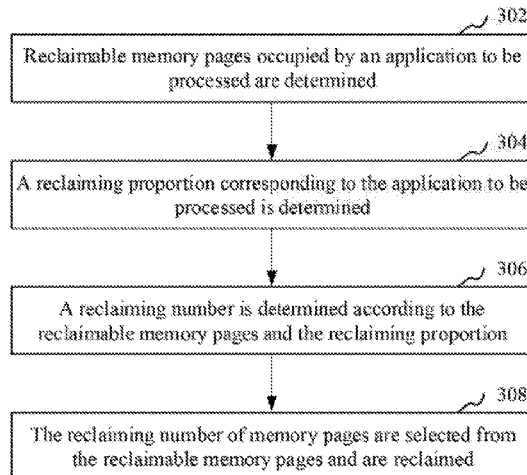 302
Reclaimable memory pages occupied by an application to be
processed are determined
304
A reclaiming proportion corresponding to the application to be
processed is determined
306
A reclaiming number is determined according to the
reclaimable memory pages and the reclaiming proportion
308
The reclaiming number of memory pages are selected from
the reclaimable memory pages and are reclaimed